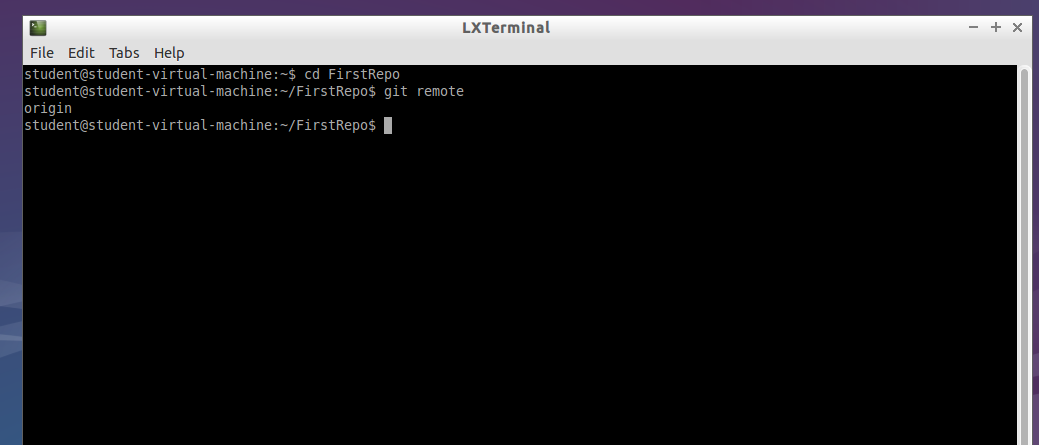 LXTerminal
File Edit Tabs Help
student@student-virtual-machine:~$ cd FirstRepo
student@student-virtual-machine:~/FirstRepo$ git remote
origin
student@student-virtual-machine:~/FirstRepo$